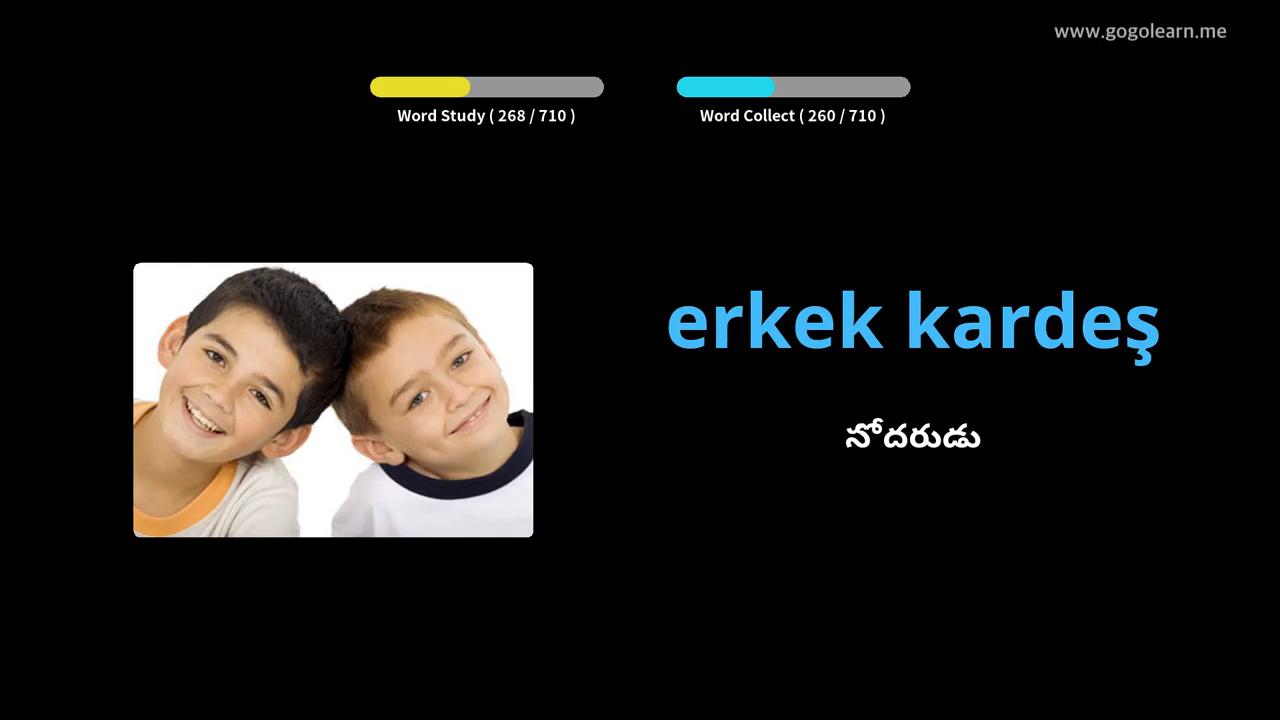 www.gogolearn.me
Word Study ( 268 / 710 )
Word Collect ( 260 / 710 )
erkek kardeş
నోదరుడు